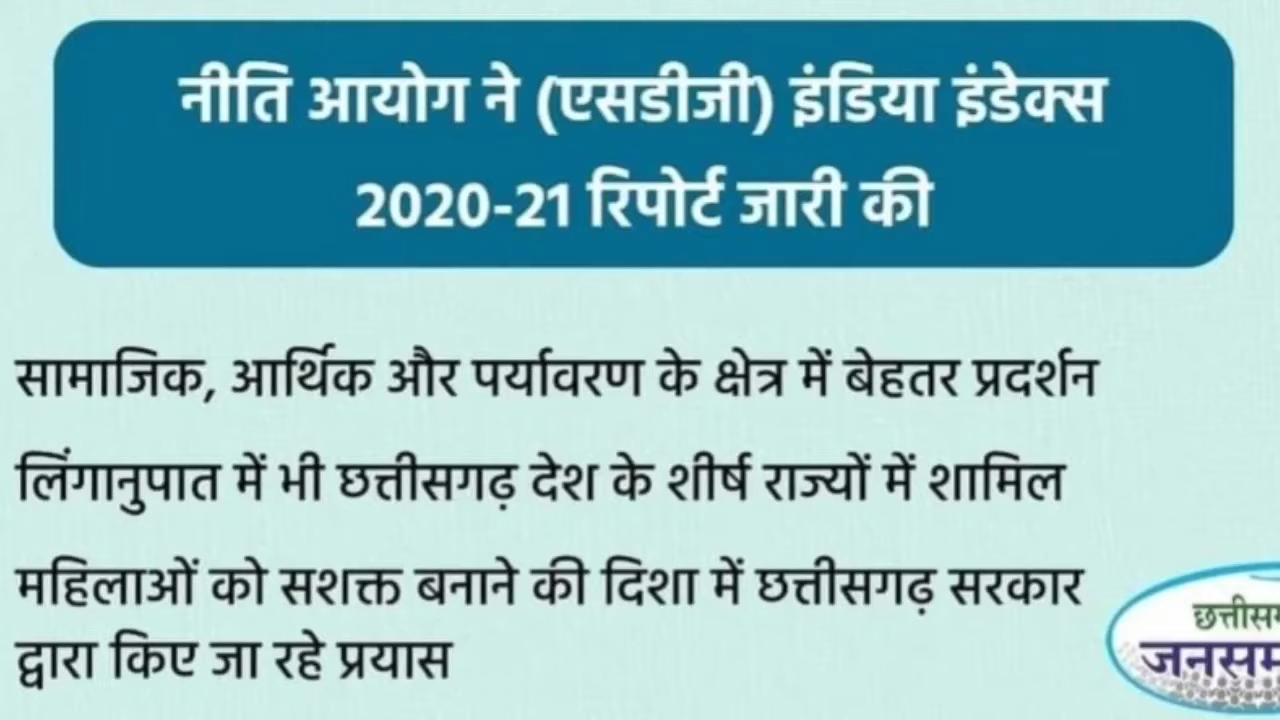 नीति आयोग ने (एसडीजी) इंडिया इंडेक्स
2020-21 रिपोर्ट जारी की
सामाजिक, आर्थिक और पर्यावरण के क्षेत्र में बेहतर प्रदर्शन
लिंगानुपात में भी छत्तीसगढ़ देश के शीर्ष राज्यों में शामिल
महिलाओं को सशक्त बनाने की दिशा में छत्तीसगढ़ सरकार
द्वारा किए जा रहे प्रयास